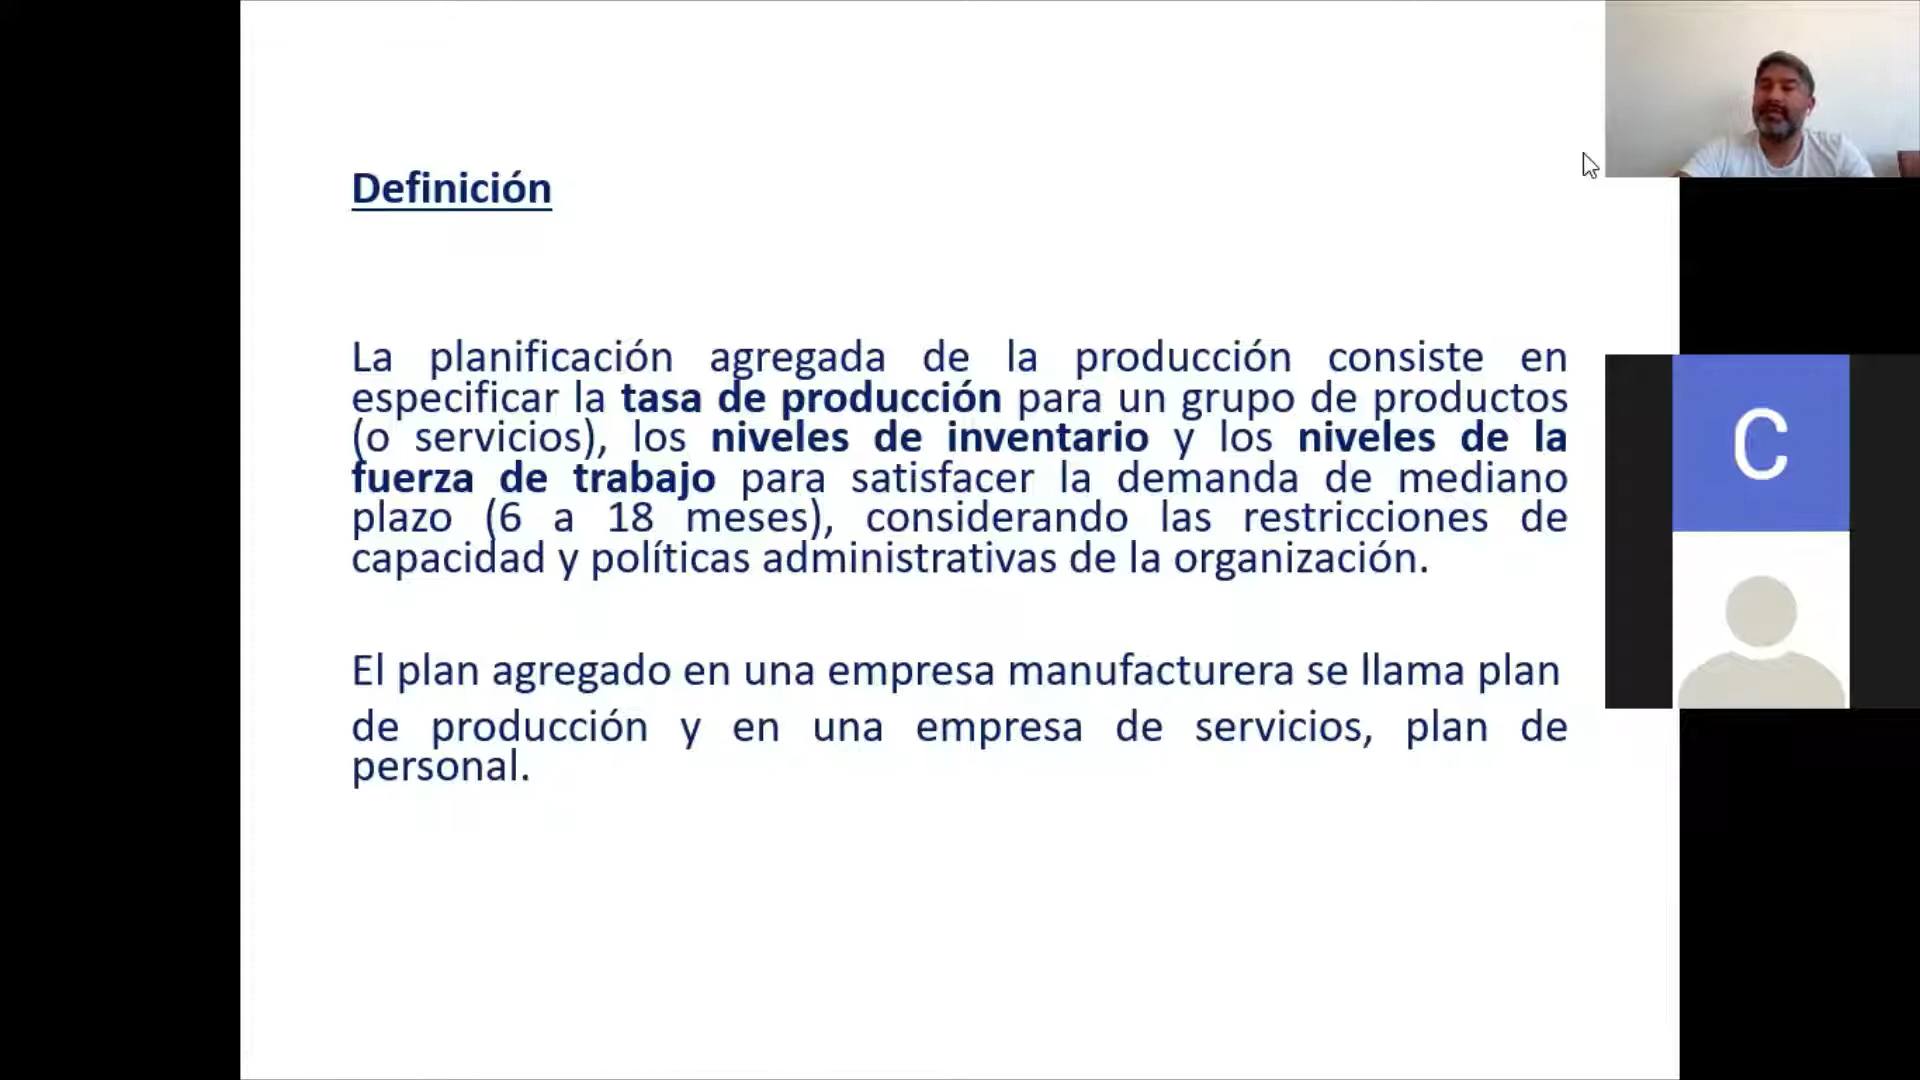 Definición
La planificación agregada de la producción consiste en
especificar la tasa de producción para un grupo de productos
(o servicios), los niveles de inventario y los niveles de la
fuerza de trabajo para satisfacer la demanda de mediano
plazo (6 a 18 meses), considerando las restricciones de
capacidad y políticas administrativas de la organización.
El plan agregado en una empresa manufacturera se llama plan
de producción y en una empresa de servicios, plan de
personal.
C